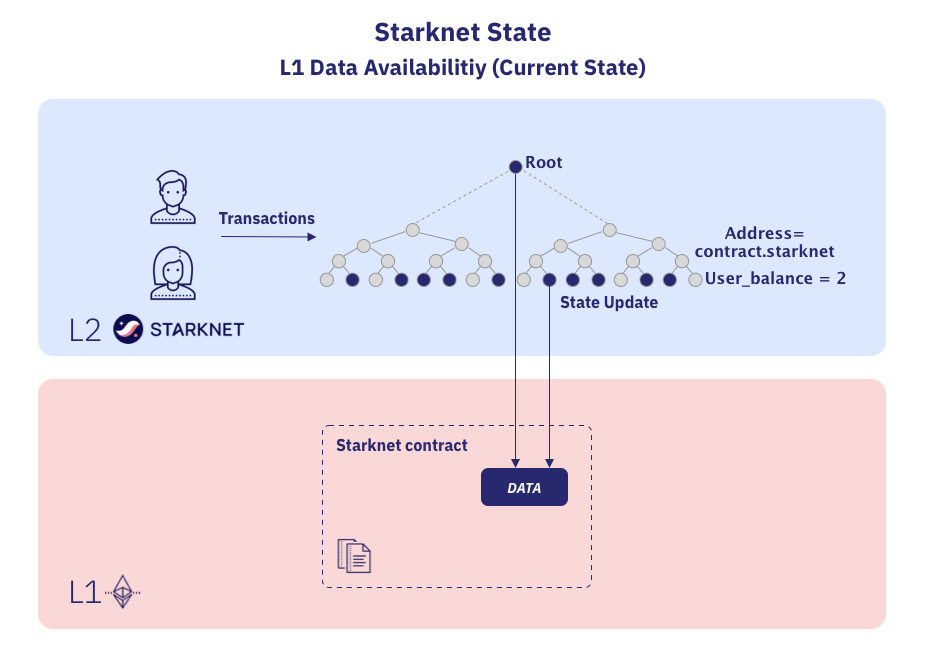 Starknet State
L1 Data Availabilitiy (Current State)
Root
Transactions
Address=
contract.starknet
User_balance = 2
State Update
L2 STARKNET
Starknet contract
DATA
L1